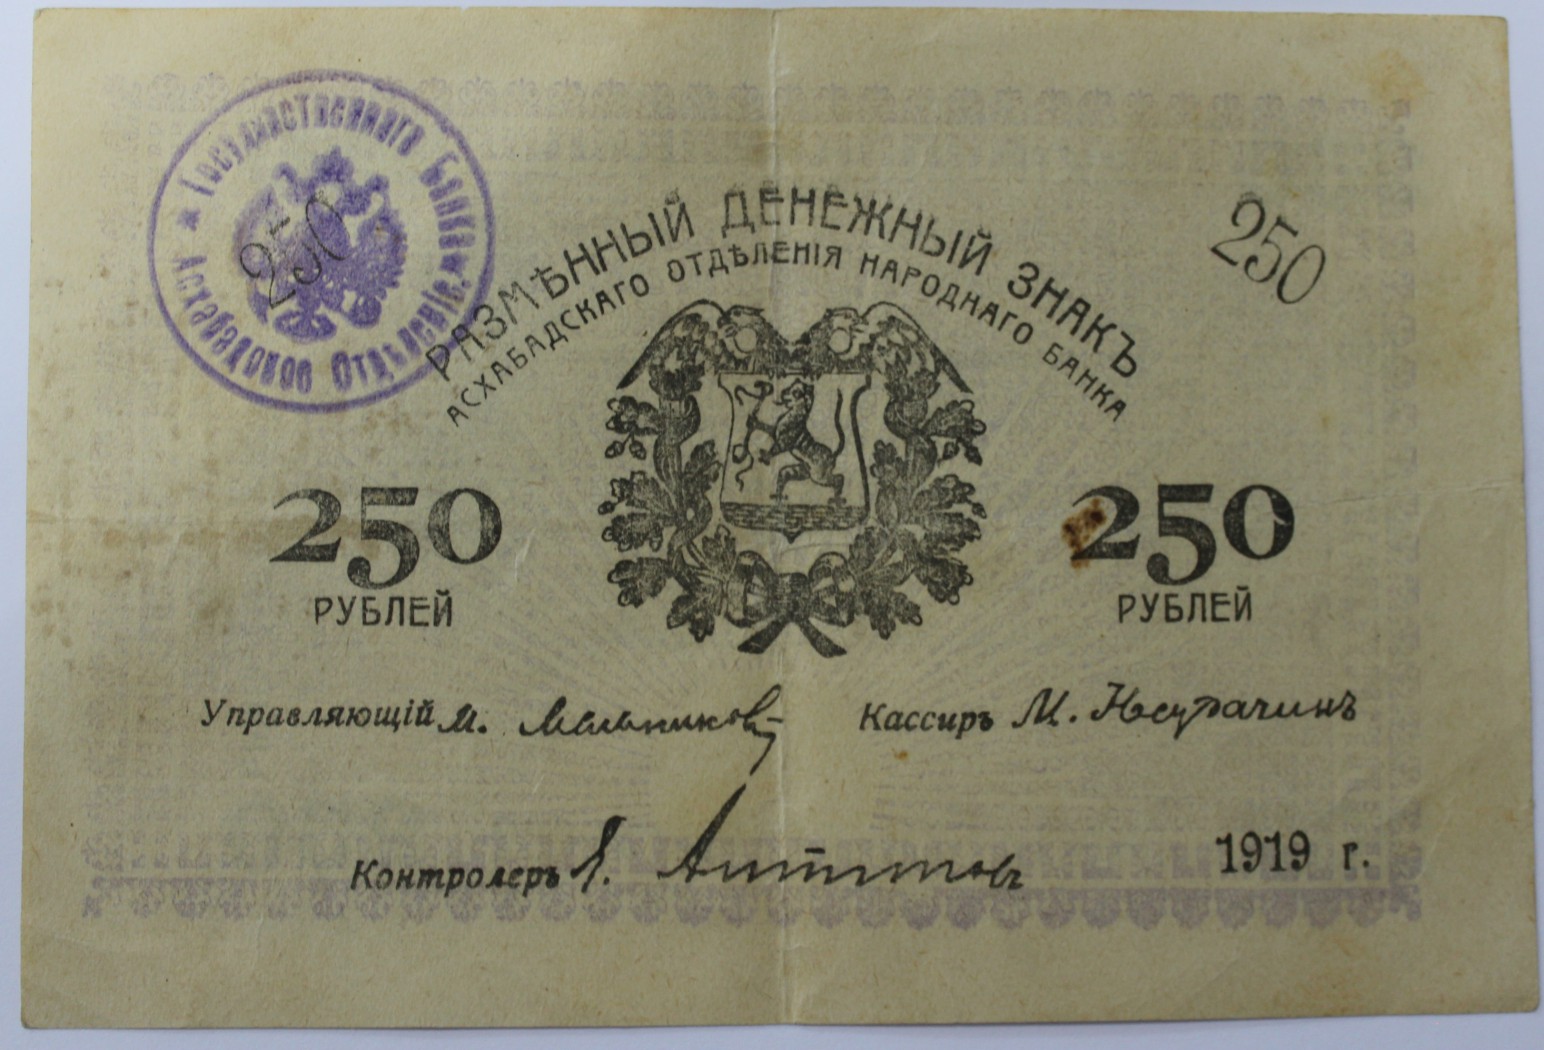 Государственнаго Банка * Асхабадское Отдѣленіе. *
250
250
РАЗМѢННЫЙ ДЕНЕЖНЫЙ ЗНАКЪ
АСХАБАДСКАГО ОТДѢЛЕНІЯ НАРОДНАГО БАНКА
250 250
РУБЛЕЙ РУБЛЕЙ
Управляющій М. Кассиръ М.
Контролеръ
1919 г.